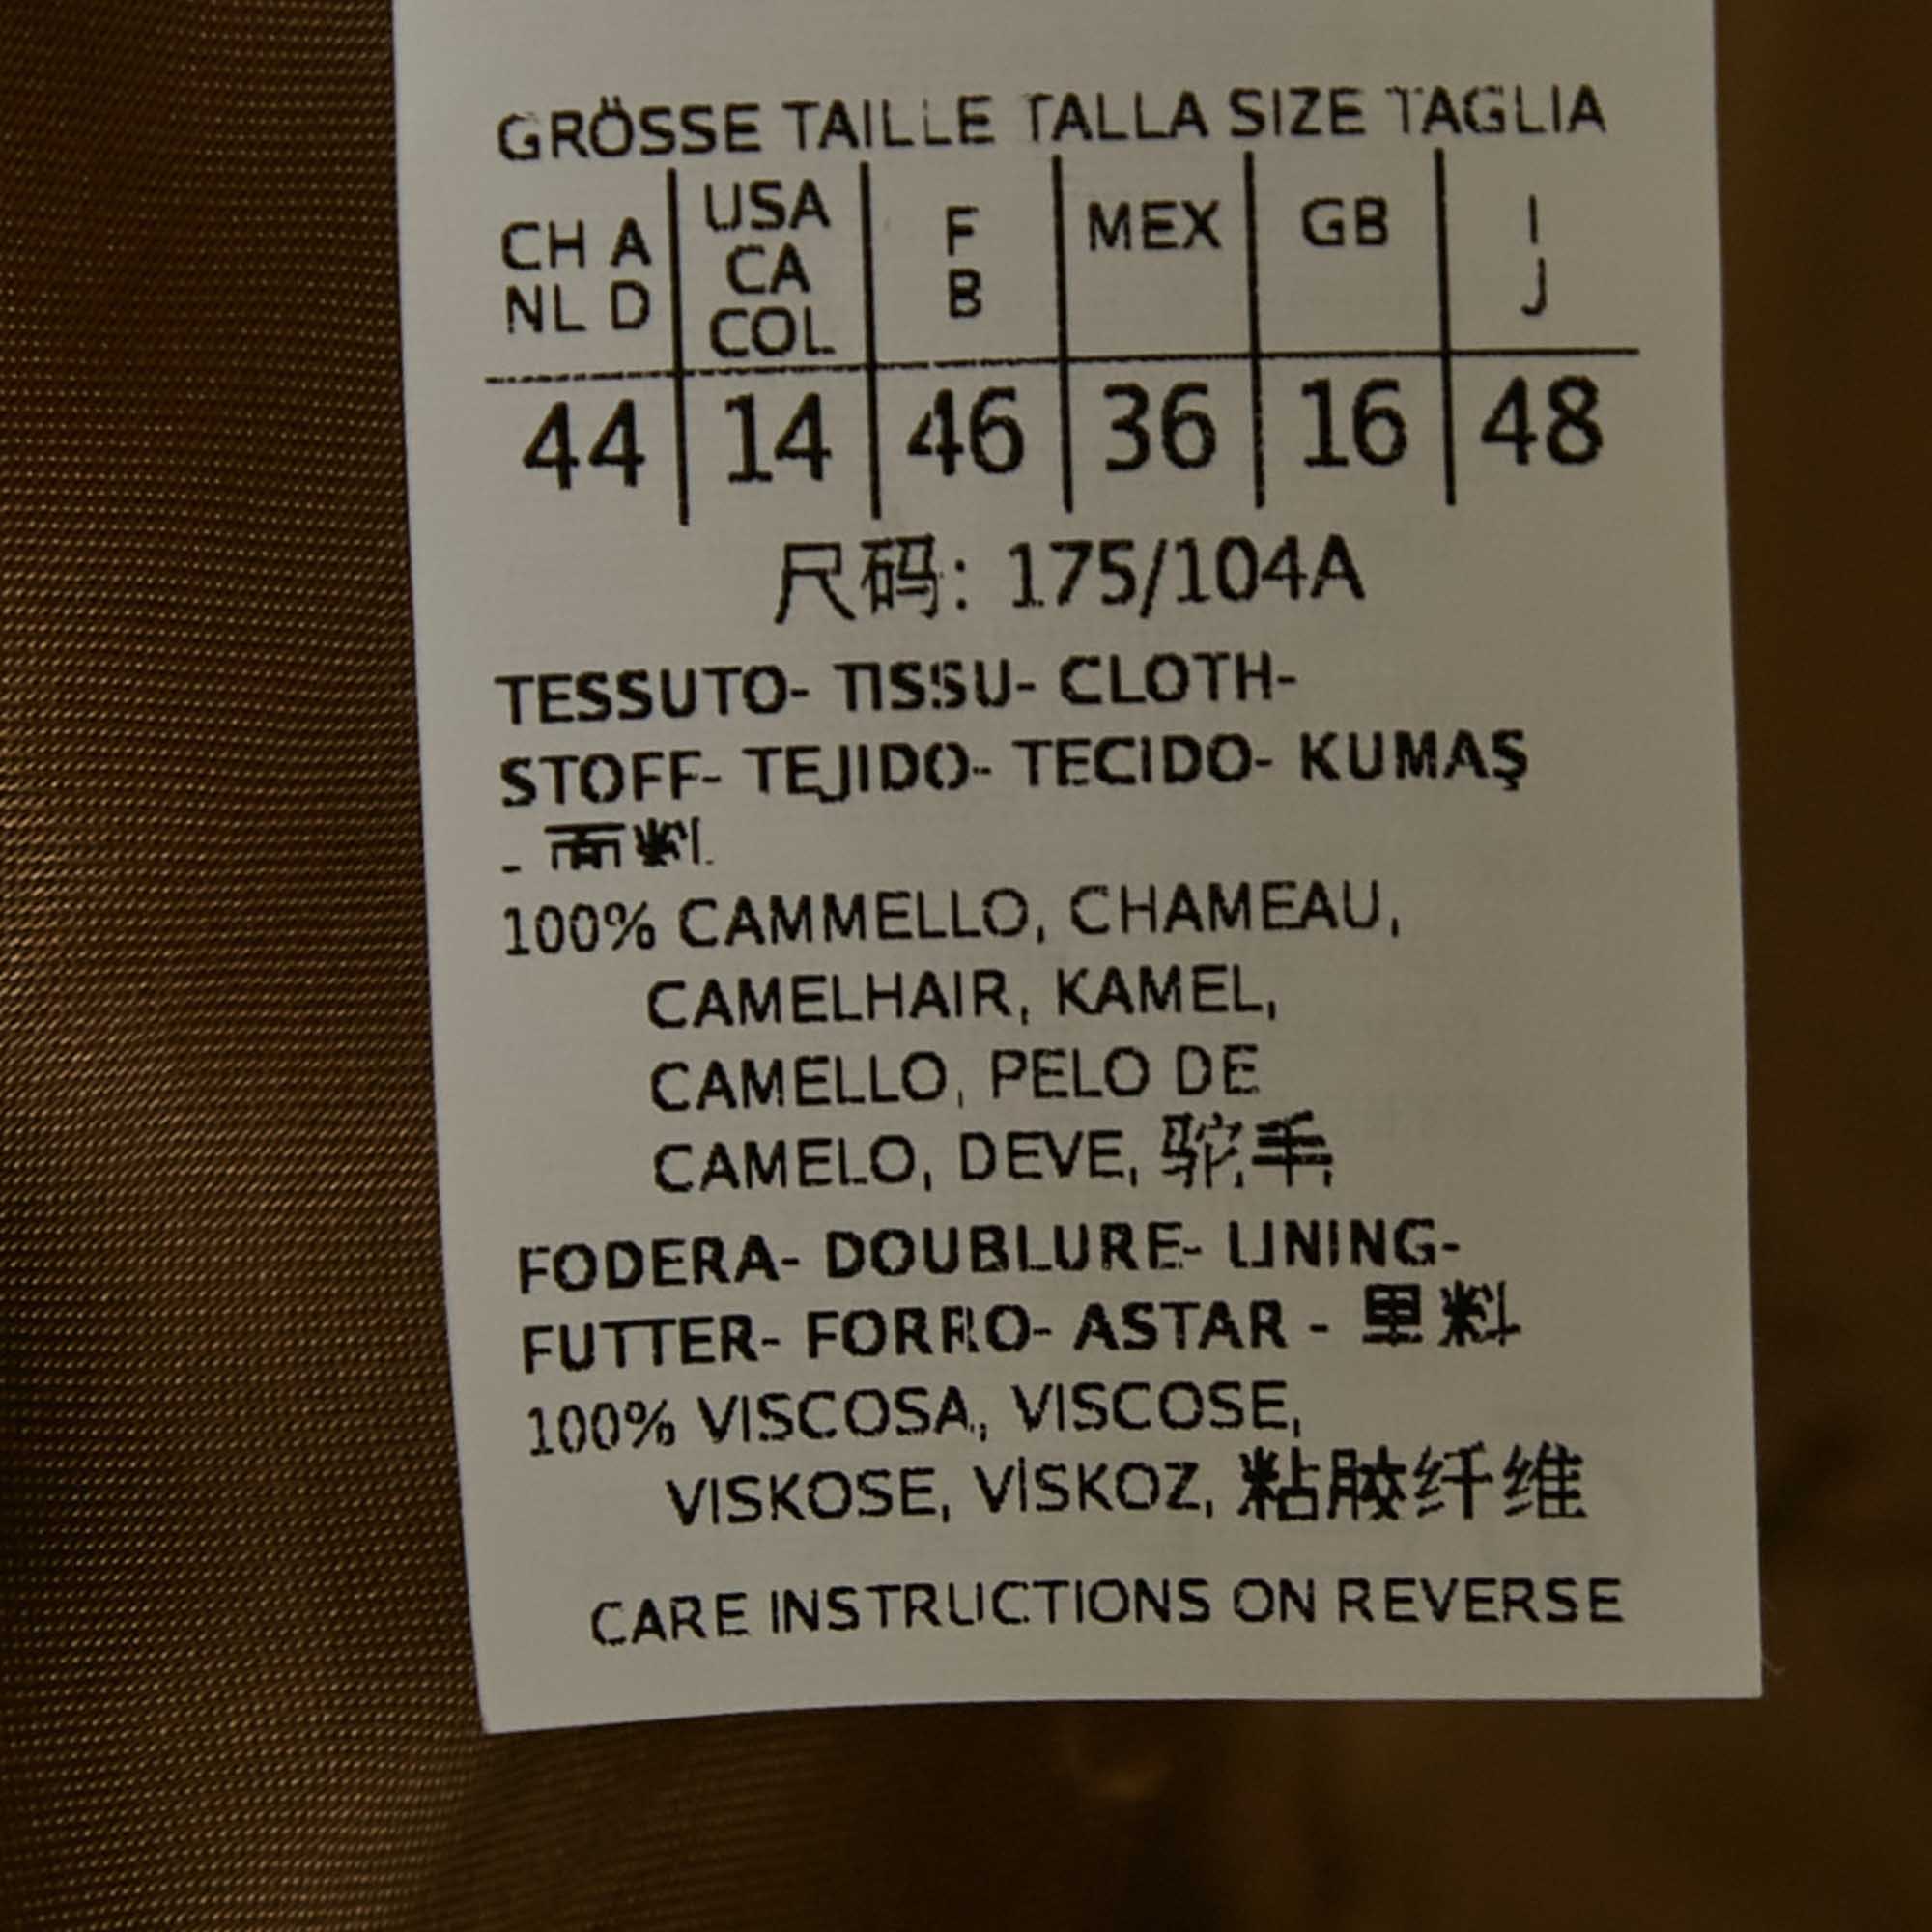 GRÖSSE TAILLE TALLA SIZE TAGLIA
CH A NL D | USA CA COL | F B | MEX | GB | I J
44 | 14 | 46 | 36 | 16 | 48
尺码: 175/104A
TESSUTO- TISSU- CLOTH-
STOFF- TEJIDO- TECIDO- KUMAŞ
- 面料
100% CAMMELLO, CHAMEAU,
CAMELHAIR, KAMEL,
CAMELLO, PELO DE
CAMELO, DEVE, 驼毛
FODERA- DOUBLURE- LINING-
FUTTER- FORRO- ASTAR - 里料
100% VISCOSA, VISCOSE,
VISKOSE, VİSKOZ, 粘胶纤维
CARE INSTRUCTIONS ON REVERSE